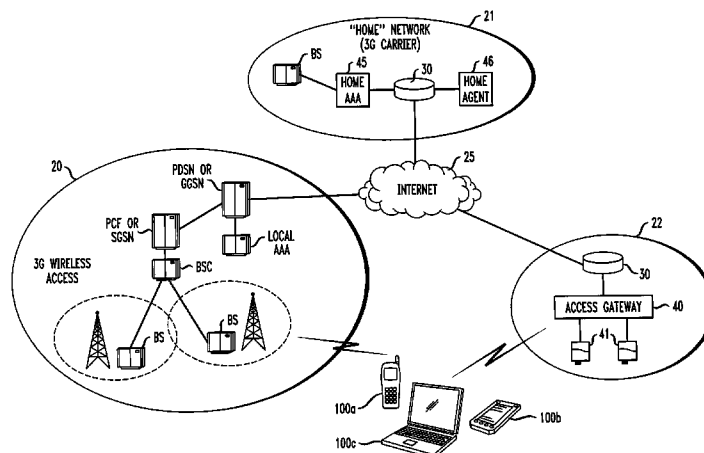 21
"HOME" NETWORK
(3G CARRIER)
BS
45
30
46
HOME
AAA
HOME
AGENT
20
25
PDSN OR
GGSN
INTERNET
PCF OR
SGSN
LOCAL
AAA
22
BSC
30
3G WIRELESS
ACCESS
ACCESS GATEWAY
40
BS
BS
41
100a
100b
100c